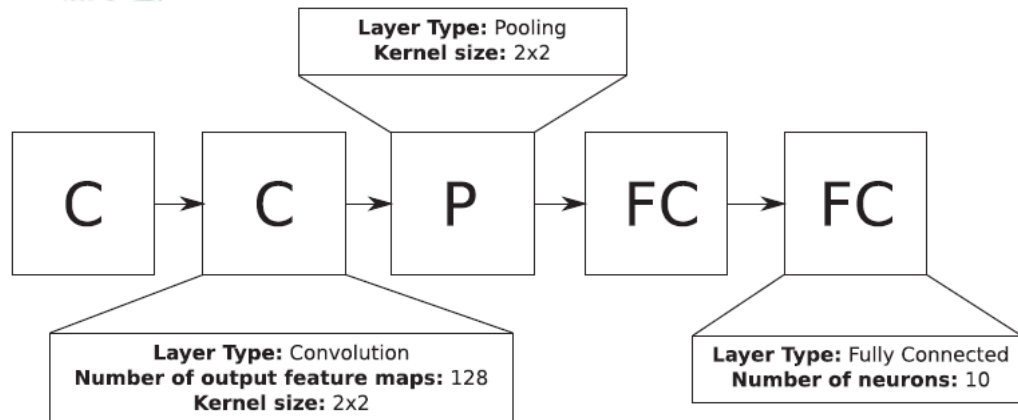 Layer Type: Pooling
Kernel size: 2x2
C
C
P
FC
FC
Layer Type: Convolution
Number of output feature maps: 128
Kernel size: 2x2
Layer Type: Fully Connected
Number of neurons: 10